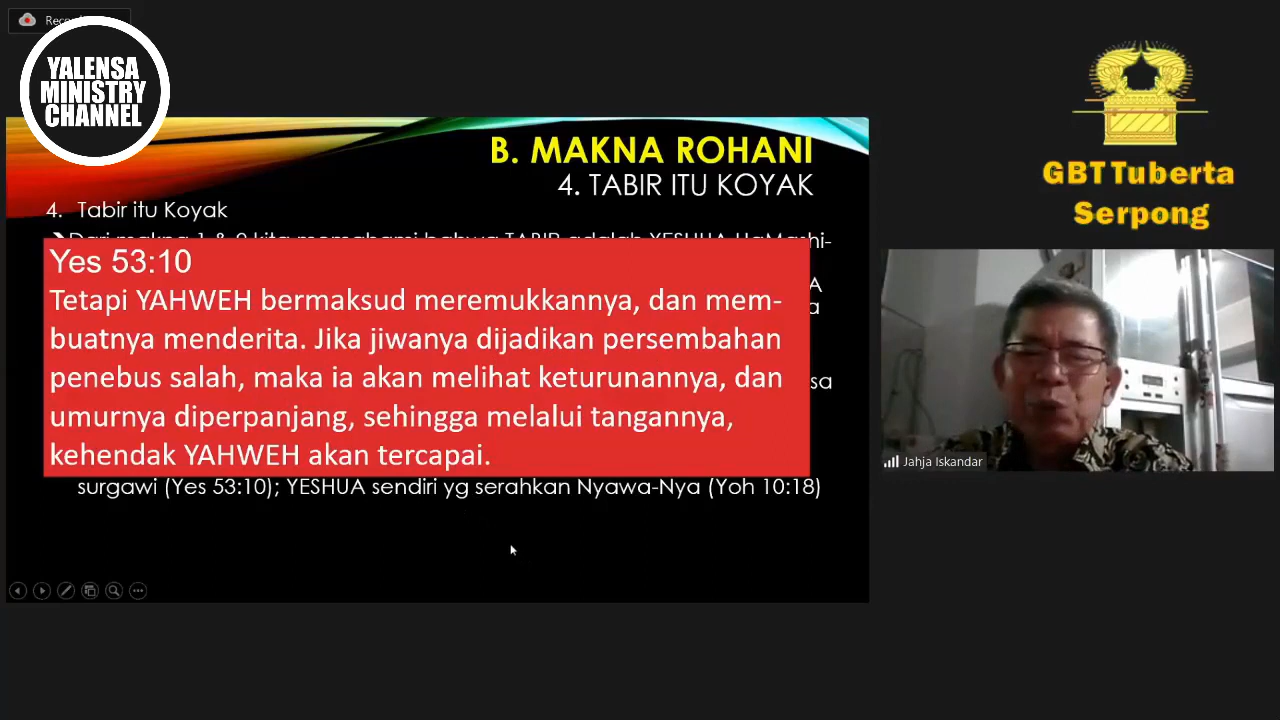 Rec
YALENSA
MINISTRY
CHANNEL
B. MAKNA ROHANI
4. TABIR ITU KOYAK
4. Tabir itu Koyak
Yes 53:10
Tetapi YAHWEH bermaksud meremukkannya, dan mem-
buatnya menderita. Jika jiwanya dijadikan persembahan
penebus salah, maka ia akan melihat keturunannya, dan
umurnya diperpanjang, sehingga melalui tangannya,
kehendak YAHWEH akan tercapai.
surgawi (Yes 53:10); YESHUA sendiri yg serahkan Nyawa-Nya (Yoh 10:18)
GBT Tuberta
Serpong
Jahja Iskandar